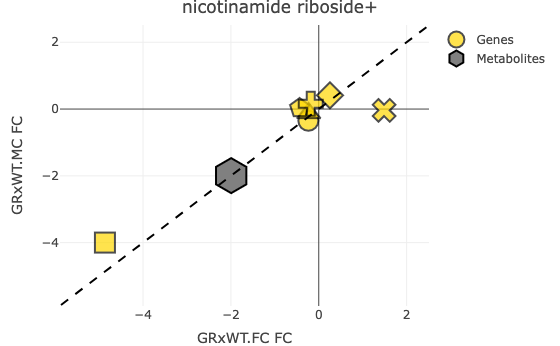 nicotinamide riboside+
Genes
Metabolites
2
0
−2
−4
GRxWT.MC FC
−4
−2
0
2
GRxWT.FC FC